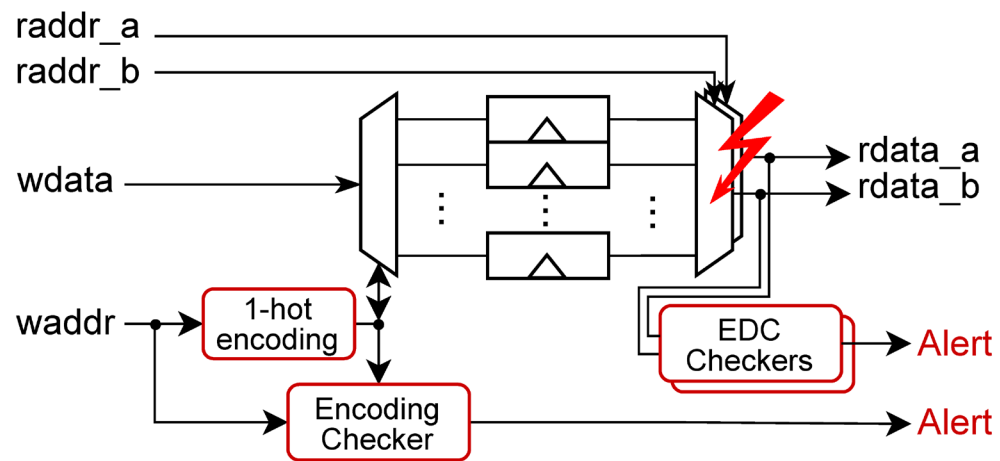 raddr_a
raddr_b
wdata
rdata_a
rdata_b
waddr
1-hot
encoding
EDC
Checkers
Alert
Encoding
Checker
Alert